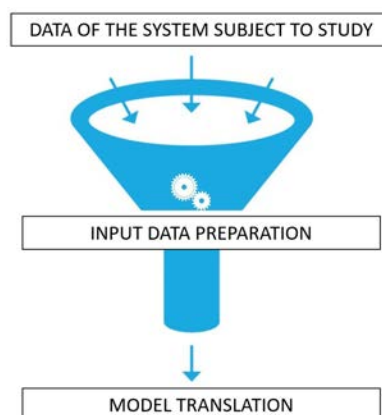 DATA OF THE SYSTEM SUBJECT TO STUDY
INPUT DATA PREPARATION
MODEL TRANSLATION